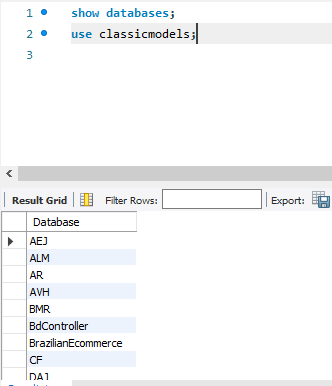 1 show databases;
2 use classicmodels;
3
Result Grid Filter Rows: Export:
Database
AEJ
ALM
AR
AVH
BMR
BdController
BrazilianEcommerce
CF